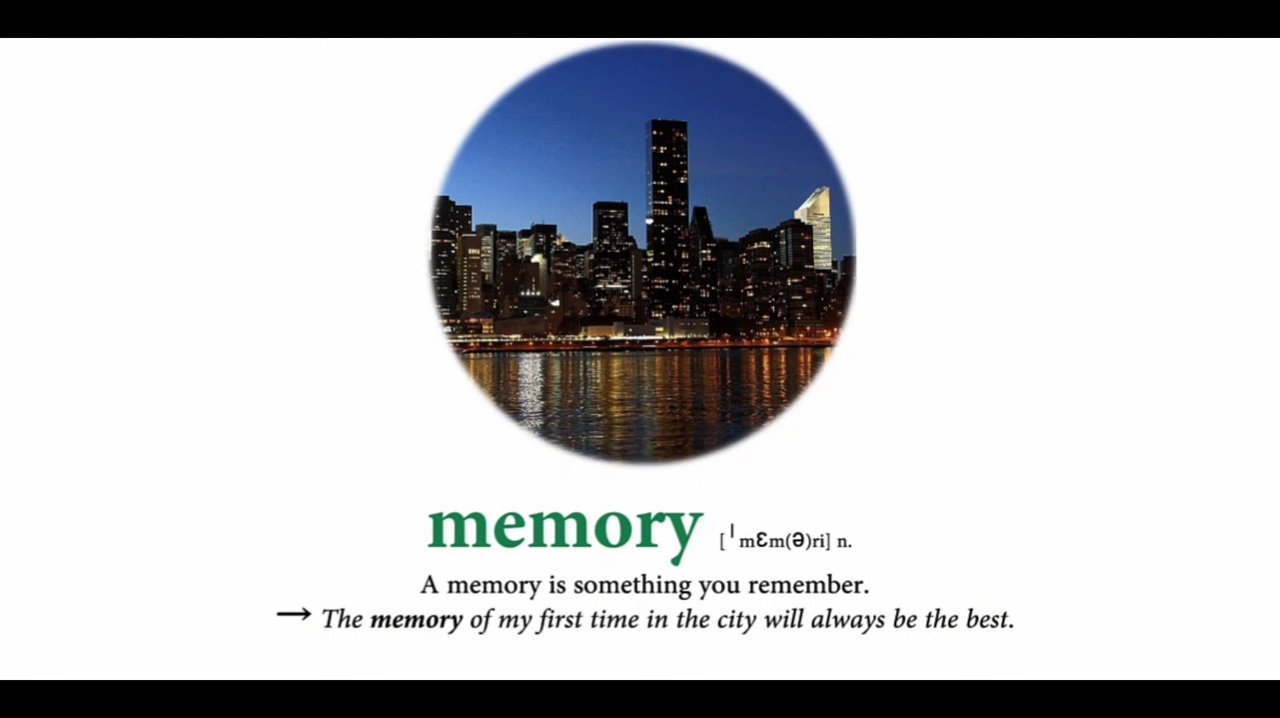 memory [ˈmɛm(ə)ri] n.
A memory is something you remember.
→ The memory of my first time in the city will always be the best.